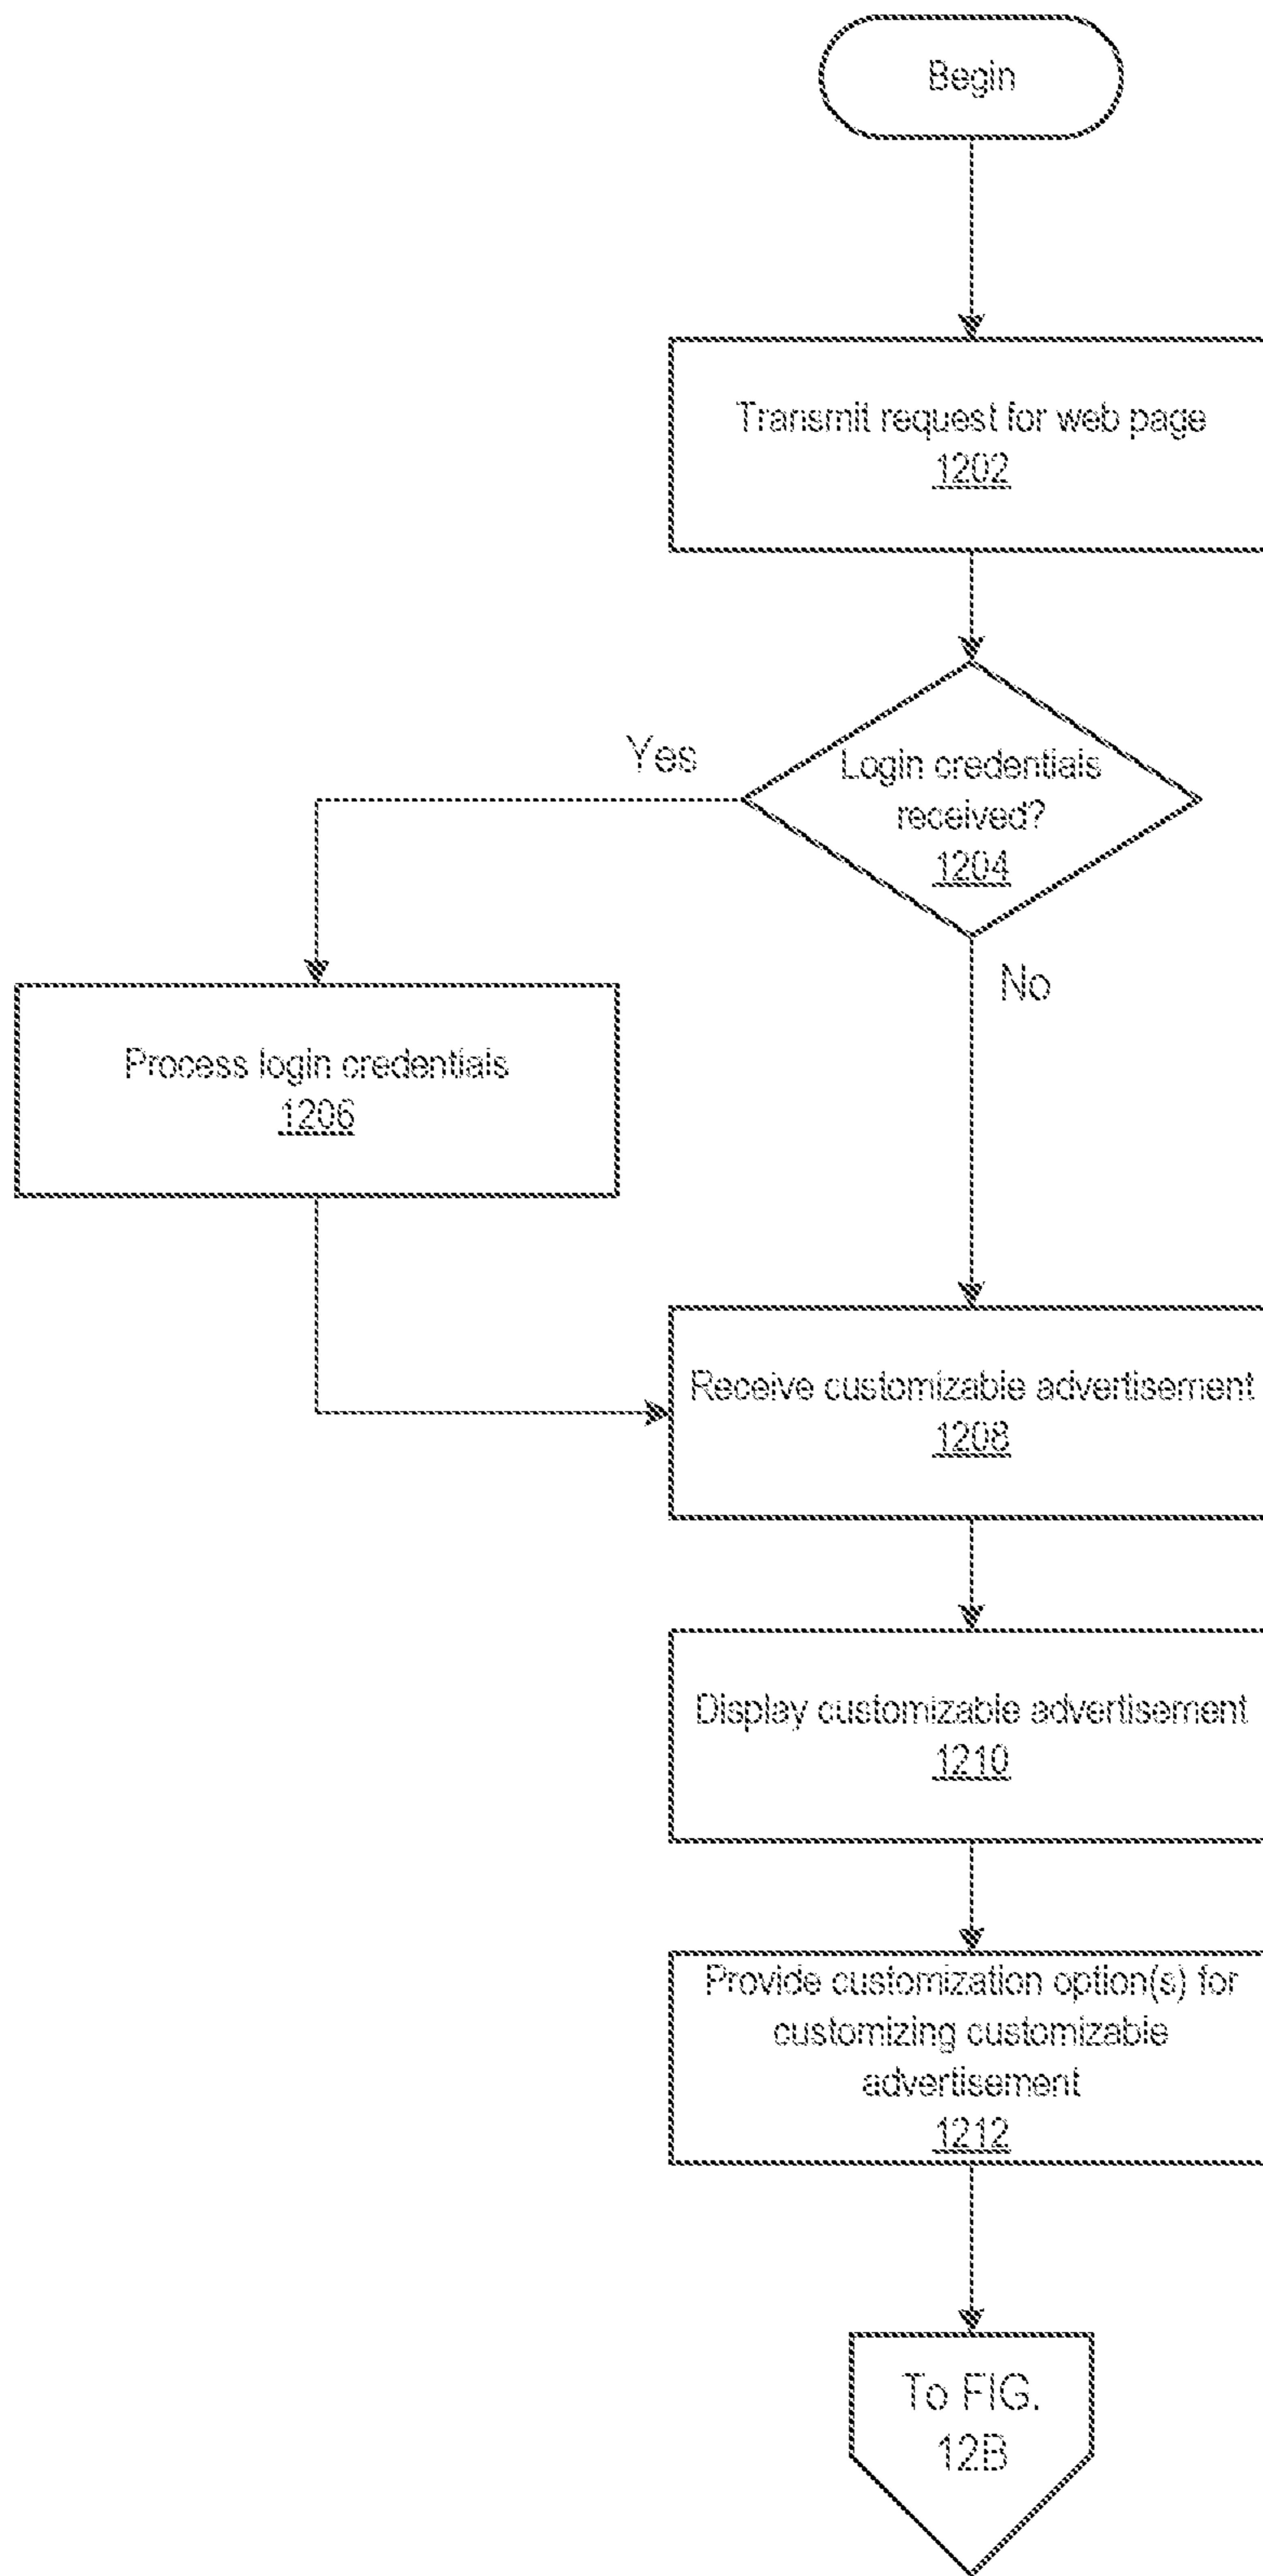 Begin
Transmit request for web page
1202
Yes
Login credentials
received?
1204
No
Process login credentials
1206
Receive customizable advertisement
1208
Display customizable advertisement
1210
Provide customization option(s) for
customizing customizable
advertisement
1212
To FIG.
12B